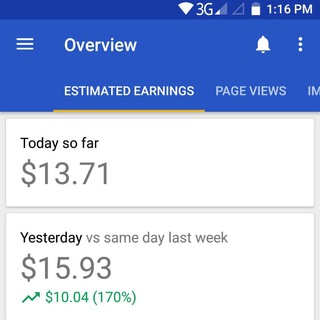 3G 1:16 PM
Overview
ESTIMATED EARNINGS PAGE VIEWS IM
Today so far
$13.71
Yesterday vs same day last week
$15.93
$10.04 (170%)